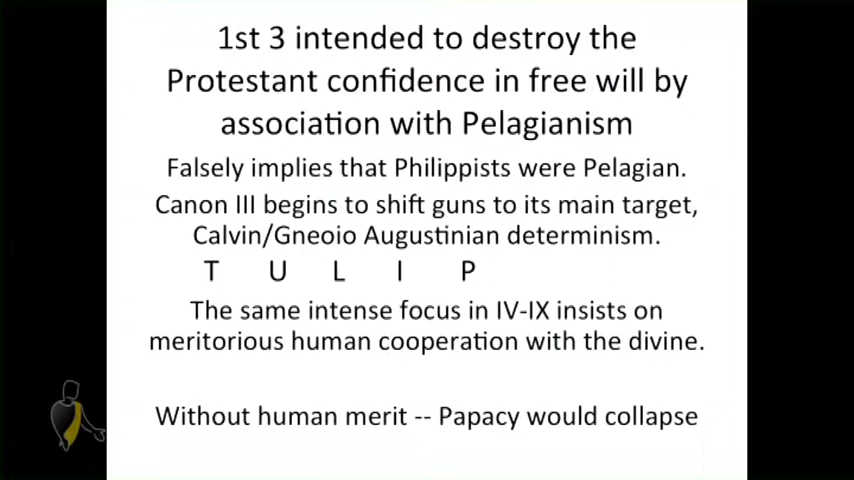 1st 3 intended to destroy the
Protestant confidence in free will by
association with Pelagianism
Falsely implies that Philippists were Pelagian.
Canon III begins to shift guns to its main target,
Calvin/Gneoio Augustinian determinism.
T U L I P
The same intense focus in IV-IX insists on
meritorious human cooperation with the divine.
Without human merit -- Papacy would collapse